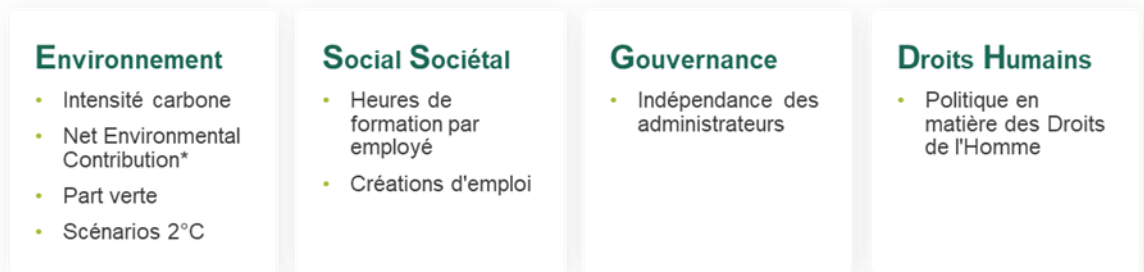 Environnement
• Intensité carbone
• Net Environmental
Contribution*
• Part verte
• Scénarios 2°C
Social Sociétal
• Heures de
formation par
employé
• Créations d'emploi
Gouvernance
• Indépendance des
administrateurs
Droits Humains
• Politique en
matière des Droits
de l'Homme